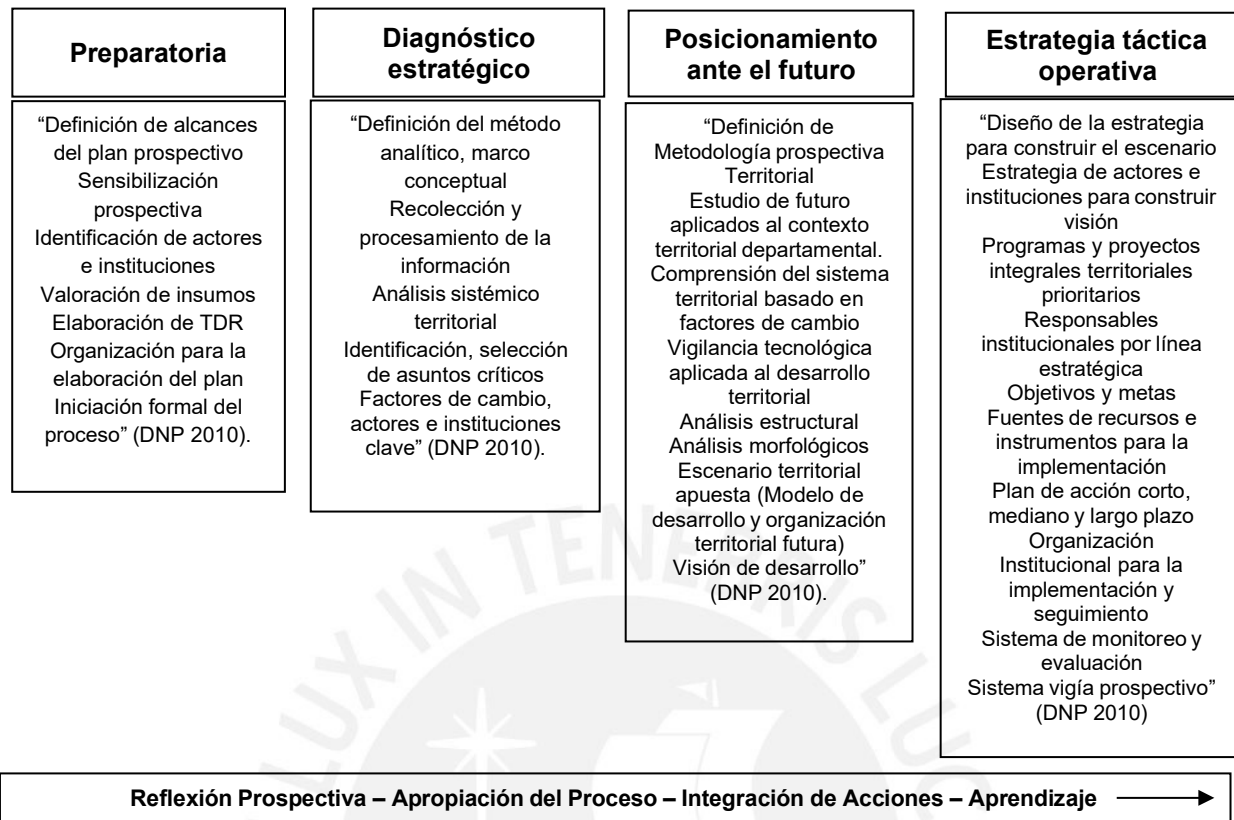 Preparatoria
“Definición de alcances
del plan prospectivo
Sensibilización
prospectiva
Identificación de actores
e instituciones
Valoración de insumos
Elaboración de TDR
Organización para la
elaboración del plan
Iniciación formal del
proceso” (DNP 2010).
Diagnóstico
estratégico
“Definición del método
analítico, marco
conceptual
Recolección y
procesamiento de la
información
Análisis sistémico
territorial
Identificación, selección
de asuntos críticos
Factores de cambio,
actores e instituciones
clave” (DNP 2010).
Posicionamiento
ante el futuro
“Definición de
Metodología prospectiva
Territorial
Estudio de futuro
aplicados al contexto
territorial departamental.
Comprensión del sistema
territorial basado en
factores de cambio
Vigilancia tecnológica
aplicada al desarrollo
territorial
Análisis estructural
Análisis morfológicos
Escenario territorial
apuesta (Modelo de
desarrollo y organización
territorial futura)
Visión de desarrollo”
(DNP 2010).
Estrategia táctica
operativa
“Diseño de la estrategia
para construir el escenario
Estrategia de actores e
instituciones para construir
visión
Programas y proyectos
integrales territoriales
prioritarios
Responsables
institucionales por línea
estratégica
Objetivos y metas
Fuentes de recursos e
instrumentos para la
implementación
Plan de acción corto,
mediano y largo plazo
Organización
Institucional para la
implementación y
seguimiento
Sistema de monitoreo y
evaluación
Sistema vigía prospectivo”
(DNP 2010)
LUX IN TENEBRIS LUC
Reflexión Prospectiva – Apropiación del Proceso – Integración de Acciones – Aprendizaje